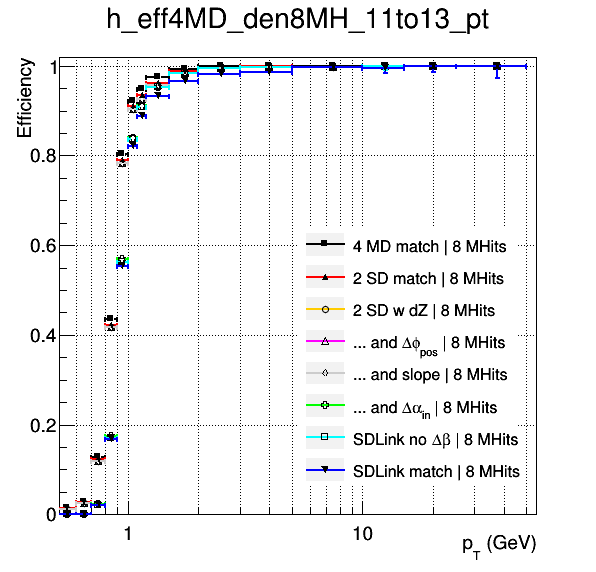 h_eff4MD_den8MH_11to13_pt
Efficiency
1
0.8
0.6
0.4
0.2
0
4 MD match | 8 MHits
2 SD match | 8 MHits
2 SD w dZ | 8 MHits
... and Δϕpos | 8 MHits
... and slope | 8 MHits
... and Δαin | 8 MHits
SDLink no Δβ | 8 MHits
SDLink match | 8 MHits
1 10
pT (GeV)